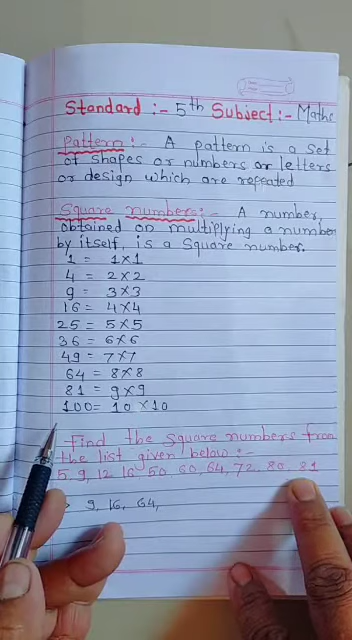 Standard :- 5th Subject :- Maths
Pattern :- A pattern is a set
of shapes or numbers or letters
or design which are repeated
Square numbers :- A number,
obtained on multiplying a number
by itself, is a square number.
1 = 1×1
4 = 2×2
9 = 3×3
16 = 4×4
25 = 5×5
36 = 6×6
49 = 7×7
64 = 8×8
81 = 9×9
100 = 10×10
Find the square numbers from
the list given below :-
5, 9, 12, 16, 50, 60, 64, 72, 80, 81
9, 16, 64,